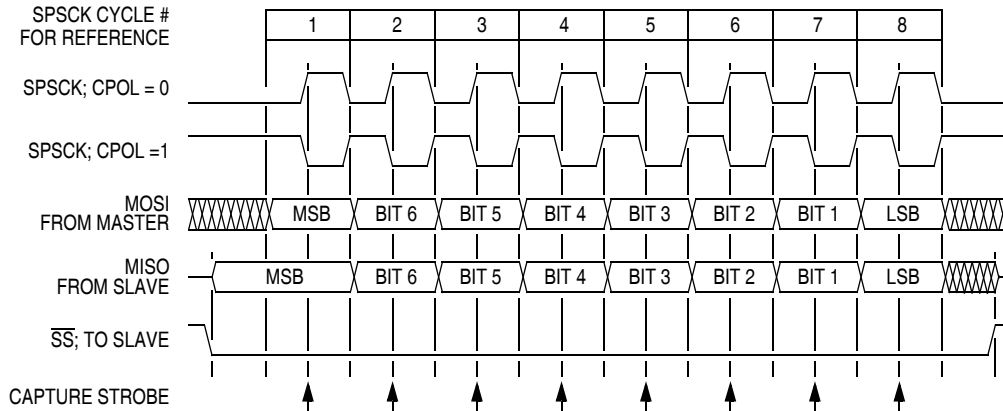 SPSCK CYCLE #
FOR REFERENCE
1 2 3 4 5 6 7 8
SPSCK; CPOL = 0
SPSCK; CPOL =1
MOSI
FROM MASTER
MSB BIT 6 BIT 5 BIT 4 BIT 3 BIT 2 BIT 1 LSB
MISO
FROM SLAVE
MSB BIT 6 BIT 5 BIT 4 BIT 3 BIT 2 BIT 1 LSB
S̅S̅; TO SLAVE
CAPTURE STROBE